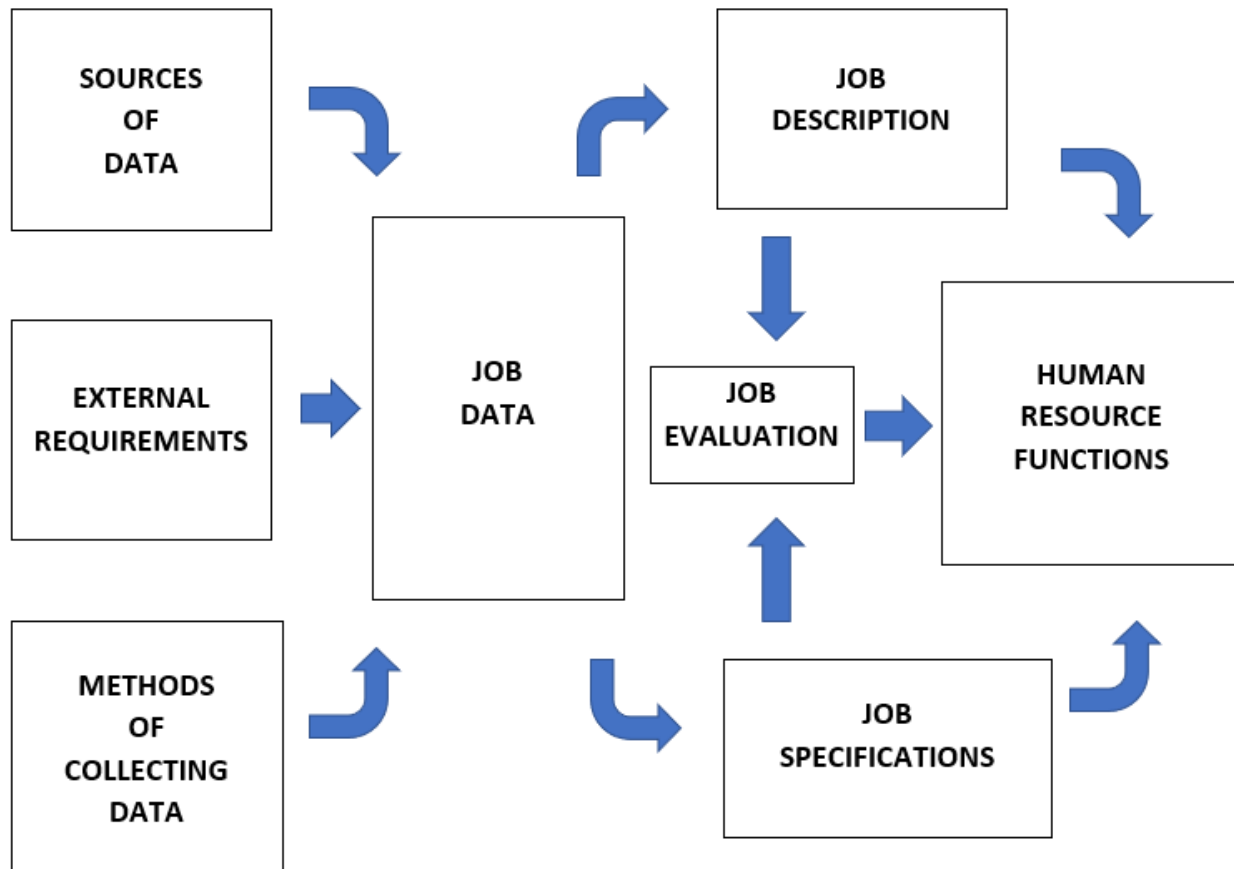 SOURCES
OF
DATA
EXTERNAL
REQUIREMENTS
METHODS
OF
COLLECTING
DATA
JOB
DATA
JOB
DESCRIPTION
JOB
EVALUATION
JOB
SPECIFICATIONS
HUMAN
RESOURCE
FUNCTIONS